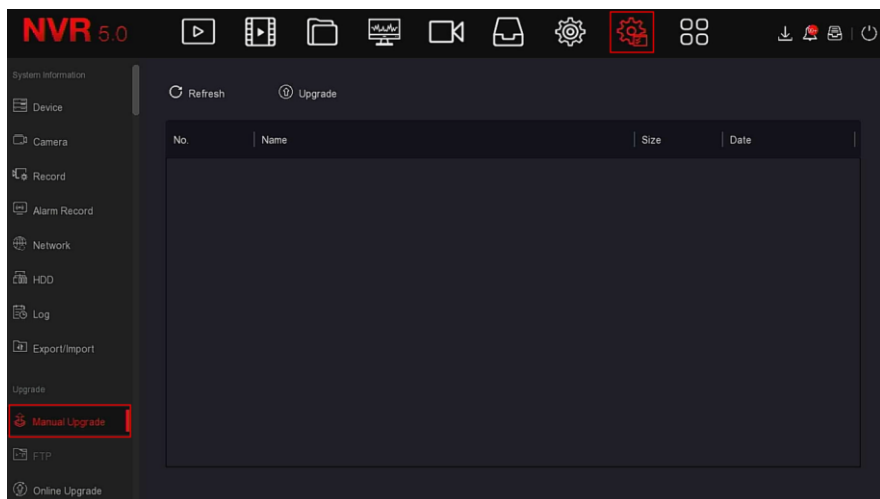 NVR 5.0
System Information
Device
Camera
Record
Alarm Record
Network
HDD
Log
Export/Import
Upgrade
Manual Upgrade
FTP
Online Upgrade
Refresh Upgrade
No. Name Size Date